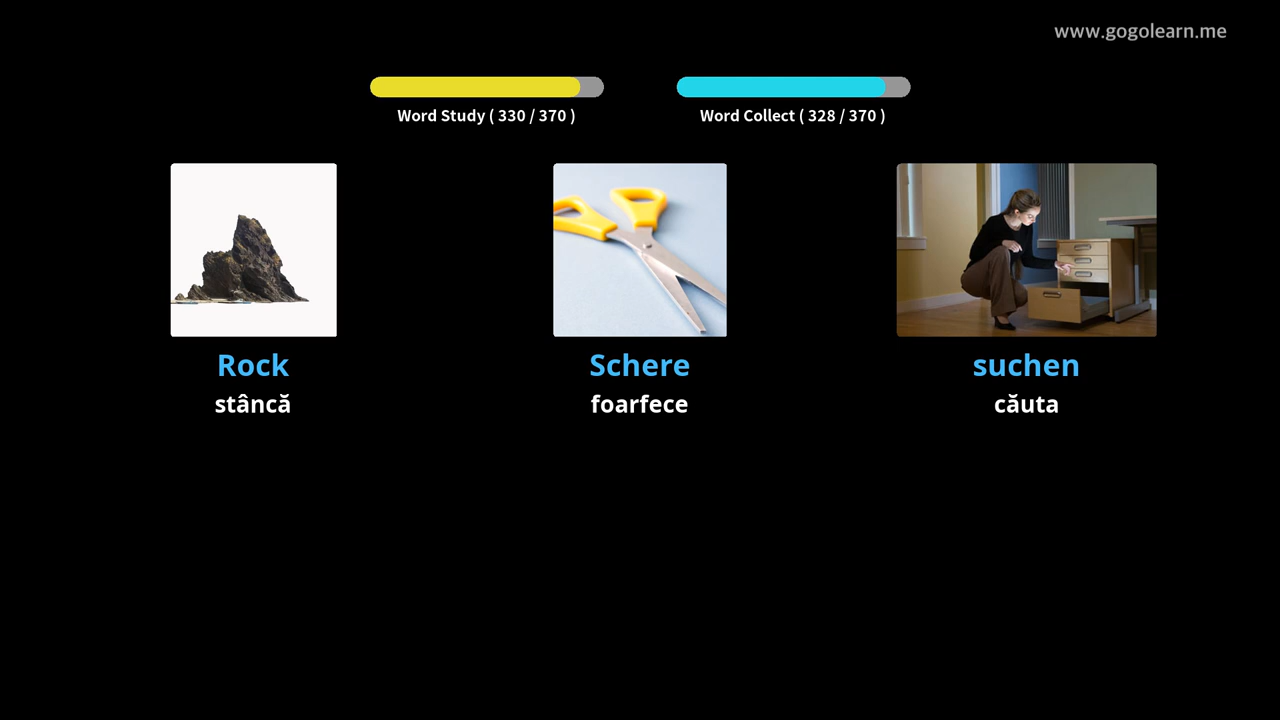 www.gogolearn.me
Word Study ( 330 / 370 )
Word Collect ( 328 / 370 )
Rock
stâncă
Schere
foarfece
suchen
căuta